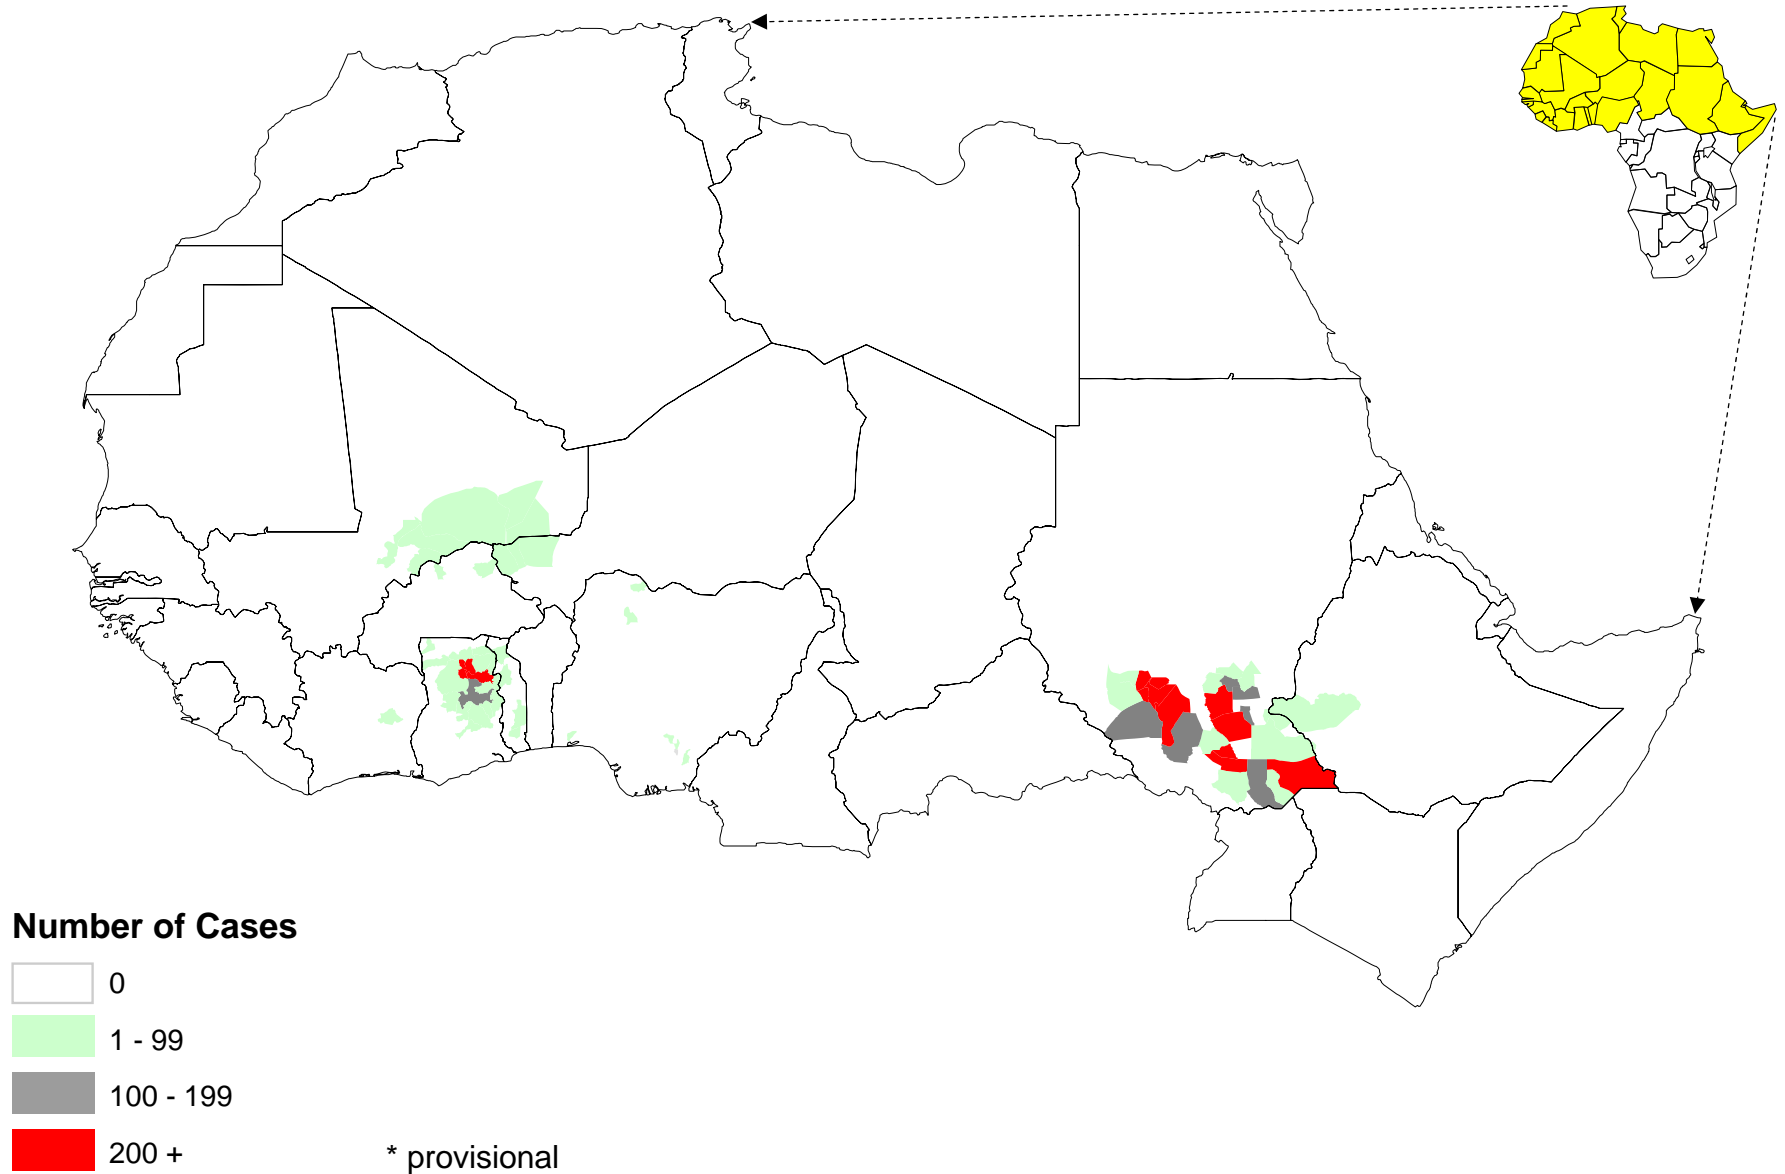 Number of Cases
0
1 - 99
100 - 199
200 +
* provisional